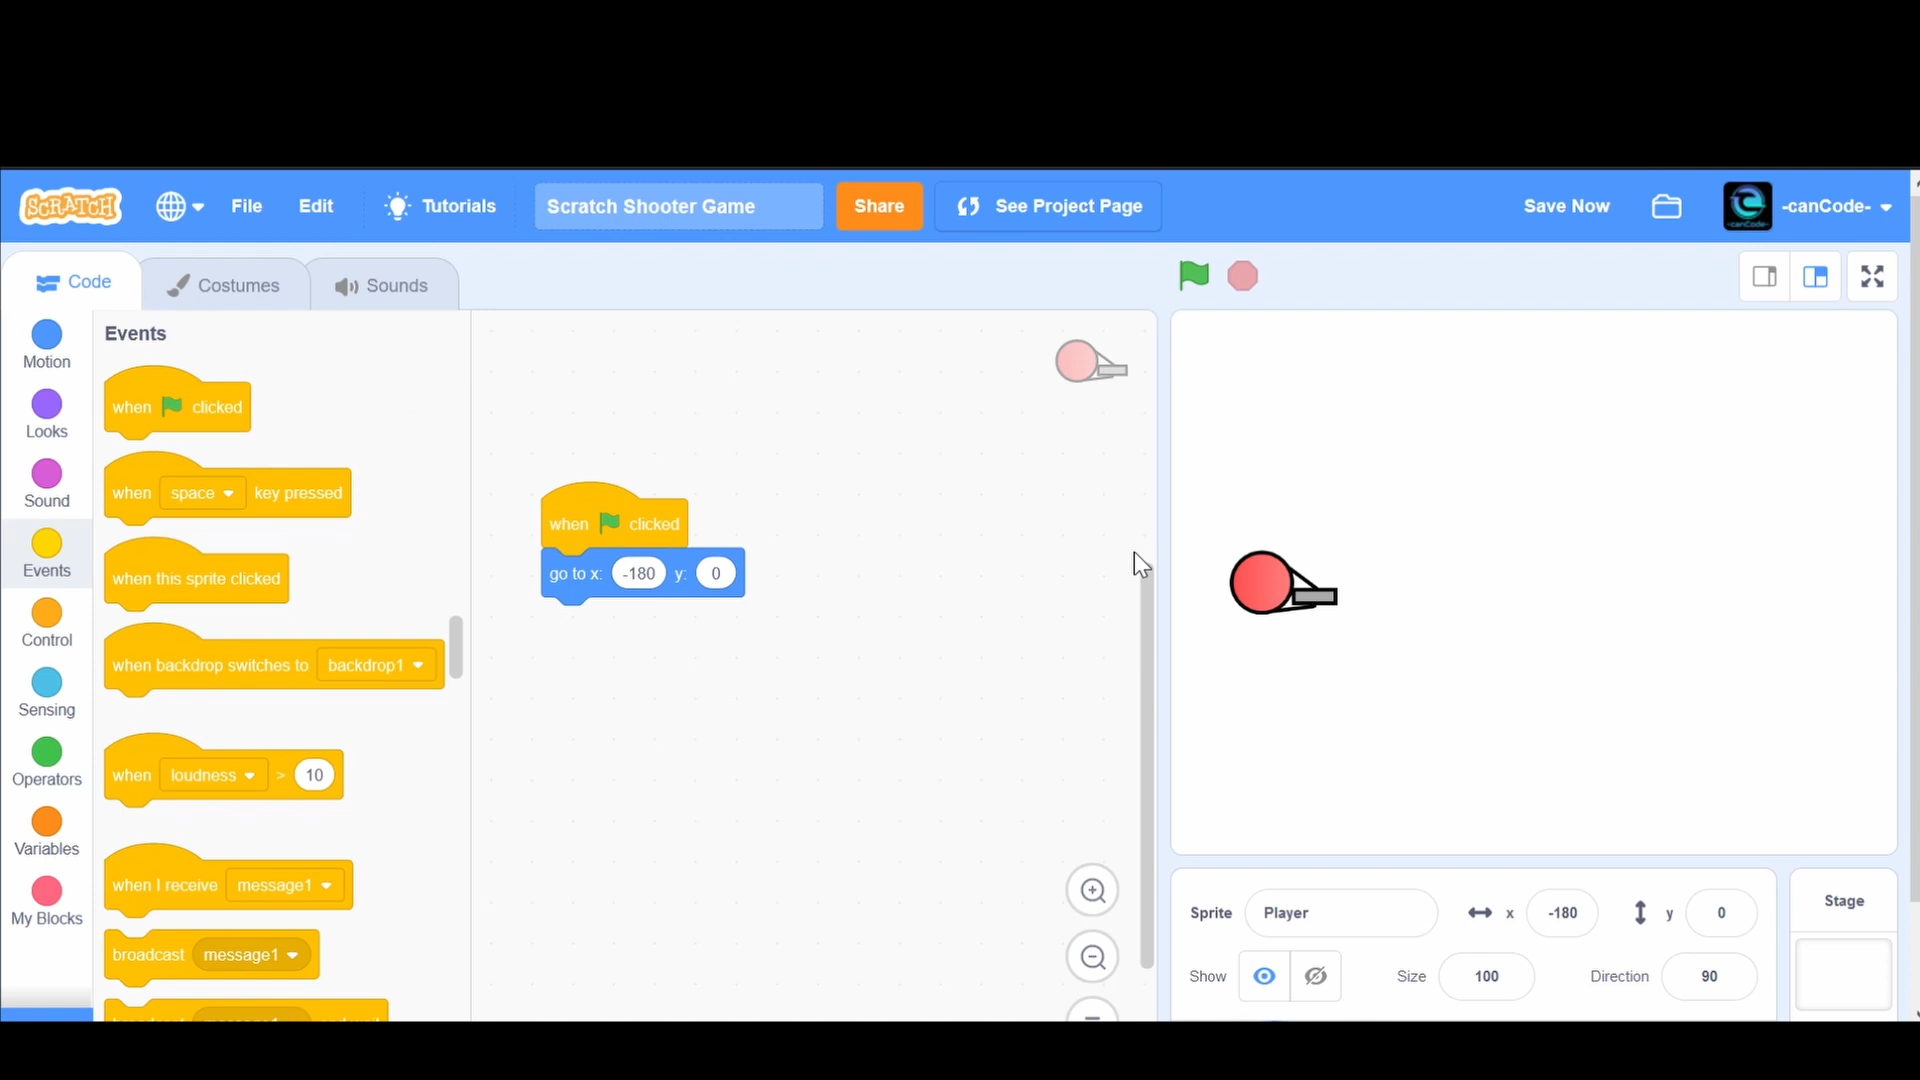 SCRATCH File Edit Tutorials Scratch Shooter Game Share See Project Page Save Now -canCode- -canCode-
Code Costumes Sounds
Motion
Looks
Sound
Events
Control
Sensing
Operators
Variables
My Blocks
Events
when clicked
when space key pressed
when this sprite clicked
when backdrop switches to backdrop1
when loudness > 10
when I receive message1
broadcast message1
when clicked
go to x: -180 y: 0
Sprite Player x -180 y 0
Show Size 100 Direction 90
Stage